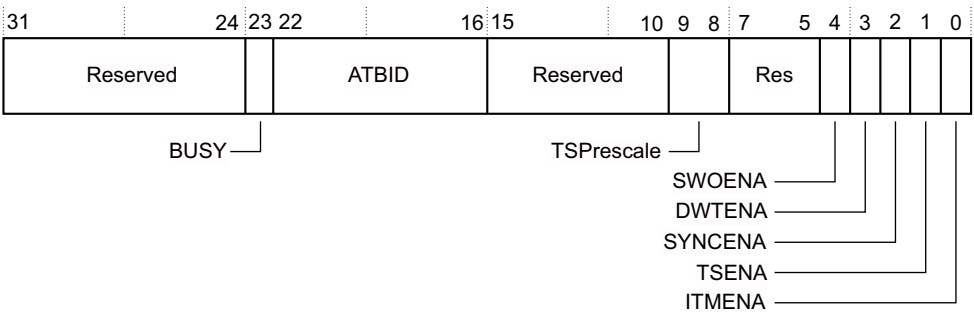 31 24 23 22 16 15 10 9 8 7 5 4 3 2 1 0
Reserved ATBID Reserved Res
BUSY TSPrescale
SWOENA
DWTENA
SYNCENA
TSENA
ITMENA